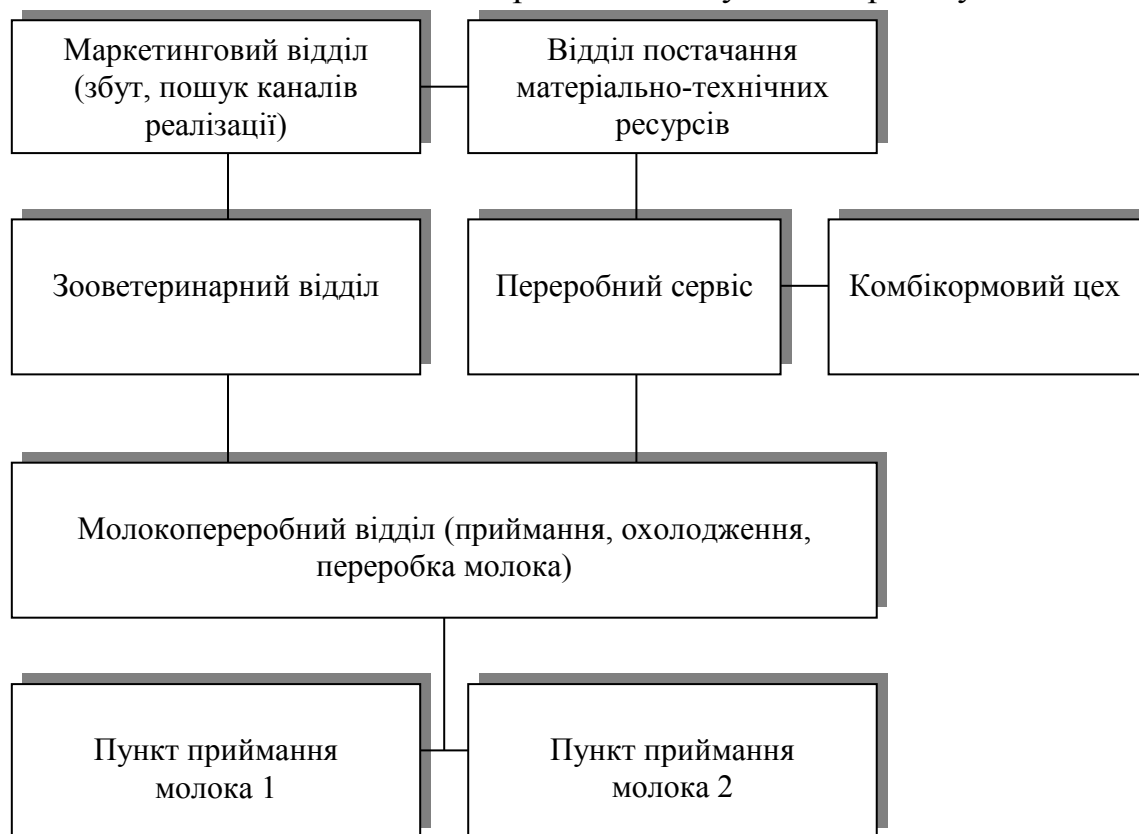 Маркетинговий відділ
(збут, пошук каналів
реалізації)
Відділ постачання
матеріально-технічних
ресурсів
Зооветеринарний відділ
Переробний сервіс
Комбікормовий цех
Молокопереробний відділ (приймання, охолодження,
переробка молока)
Пункт приймання
молока 1
Пункт приймання
молока 2